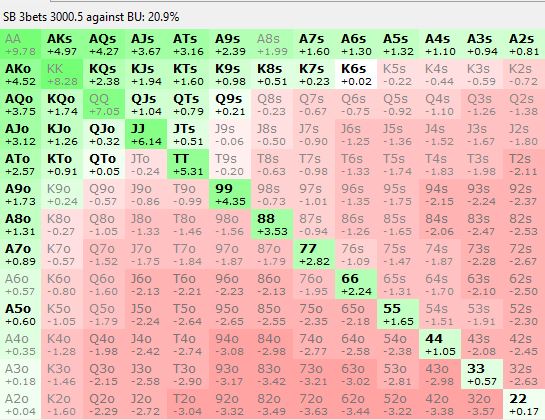 SB 3bets 3000.5 against BU: 20.9%
AA AKs AQs AJs ATs A9s A8s A7s A6s A5s A4s A3s A2s
+9.78 +4.97 +4.27 +3.67 +3.16 +2.39 +1.99 +1.60 +1.30 +1.32 +1.10 +0.94 +0.81
AKo KK KQs KJs KTs K9s K8s K7s K6s K5s K4s K3s K2s
+4.52 +8.28 +2.38 +1.94 +1.60 +0.98 +0.51 +0.23 +0.02 -0.22 -0.44 -0.59 -0.72
AQo KQo QQ QJs QTs Q9s Q8s Q7s Q6s Q5s Q4s Q3s Q2s
+3.75 +1.74 +7.05 +1.04 +0.79 +0.21 -0.23 -0.67 -0.75 -0.92 -1.10 -1.26 -1.38
AJo KJo QJo JJ JTs J9s J8s J7s J6s J5s J4s J3s J2s
+3.12 +1.26 +0.32 +6.14 +0.51 -0.06 -0.50 -0.90 -1.25 -1.36 -1.52 -1.67 -1.80
ATo KTo QTo JTo TT T9s T8s T7s T6s T5s T4s T3s T2s
+2.57 +0.91 +0.05 -0.24 +5.31 -0.20 -0.63 -0.98 -1.33 -1.74 -1.83 -1.98 -2.11
A9o K9o Q9o J9o T9o 99 98s 97s 96s 95s 94s 93s 92s
+1.73 +0.24 -0.57 -0.86 -0.99 +4.35 -0.73 -1.01 -1.35 -1.75 -2.15 -2.24 -2.37
A8o K8o Q8o J8o T8o 98o 88 87s 86s 85s 84s 83s 82s
+1.31 -0.27 -1.05 -1.33 -1.46 -1.56 +3.53 -0.94 -1.26 -1.65 -2.06 -2.47 -2.53
A7o K7o Q7o J7o T7o 97o 87o 77 76s 75s 74s 73s 72s
+0.89 -0.57 -1.52 -1.75 -1.84 -1.87 -1.79 +2.82 -1.09 -1.47 -1.87 -2.28 -2.67
A6o K6o Q6o J6o T6o 96o 86o 76o 66 65s 64s 63s 62s
+0.57 -0.80 -1.60 -2.13 -2.21 -2.23 -2.13 -1.95 +2.24 -1.31 -1.70 -2.10 -2.50
A5o K5o Q5o J5o T5o 95o 85o 75o 65o 55 54s 53s 52s
+0.60 -1.05 -1.79 -2.24 -2.64 -2.65 -2.55 -2.35 -2.18 +1.65 -1.51 -1.91 -2.30
A4o K4o Q4o J4o T4o 94o 84o 74o 64o 54o 44 43s 42s
+0.35 -1.28 -1.98 -2.42 -2.74 -3.08 -2.98 -2.77 -2.58 -2.38 +1.05 -2.08 -2.45
A3o K3o Q3o J3o T3o 93o 83o 73o 63o 53o 43o 33 32s
+0.18 -1.46 -2.15 -2.58 -2.90 -3.17 -3.42 -3.21 -3.02 -2.81 -2.98 +0.57 -2.63
A2o K2o Q2o J2o T2o 92o 82o 72o 62o 52o 42o 32o 22
+0.04 -1.60 -2.29 -2.72 -3.04 -3.32 -3.49 -3.63 -3.44 -3.22 -3.38 -3.57 +0.17